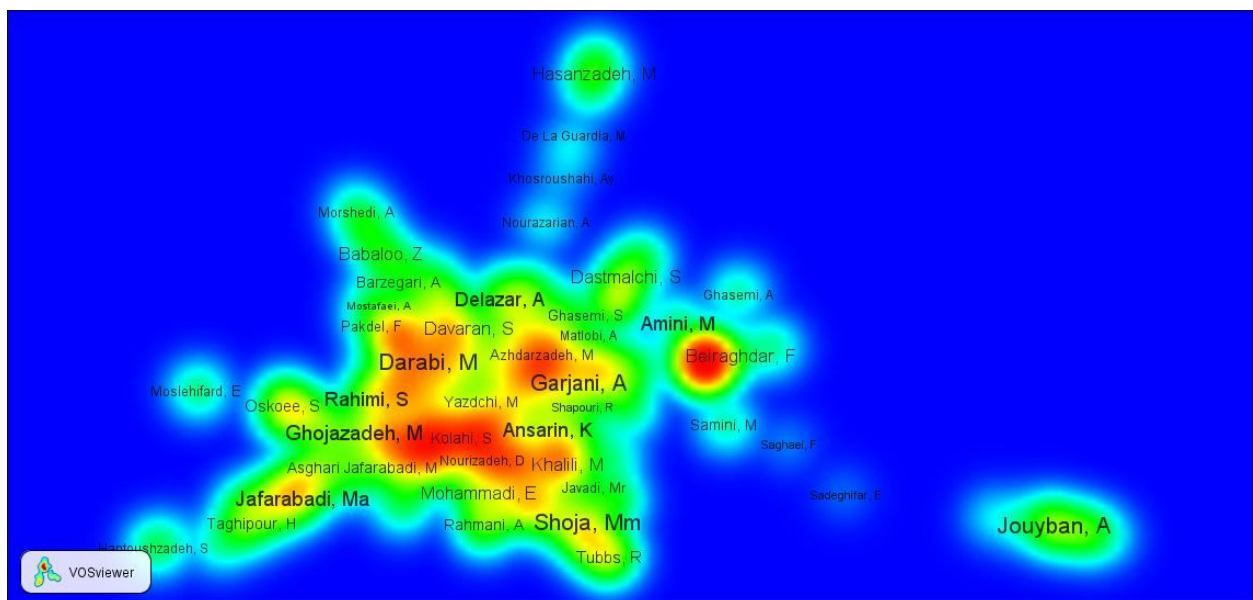 Hasanzadeh, M
De La Guardia, M
Khosroushahi, Ay
Morshedi, A
Nourazarian, A
Babaloo, Z
Barzegari, A
Dastmalchi, S
Delazar, A
Ghasemi, A
Mostafaei, A
Ghasemi, S
Pakdel, F
Davaran, S
Amini, M
Matlobi, A
Darabi, M
Azhdarzadeh, M
Beiraghdar, F
Garjani, A
Moslehifard, E
Oskoee, S
Rahimi, S
Yazdchi, M
Shapouri, R
Ghojazadeh, M
Kolahi, S
Ansarin, K
Samini, M
Saghaei, F
Asghari Jafarabadi, M
Nourizadeh, D
Khalili, M
Jafarabadi, Ma
Mohammadi, E
Javadi, Mr
Sadeghifar, E
Taghipour, H
Rahmani, A
Shoja, Mm
Jouyban, A
Tubbs, R
VOSviewer